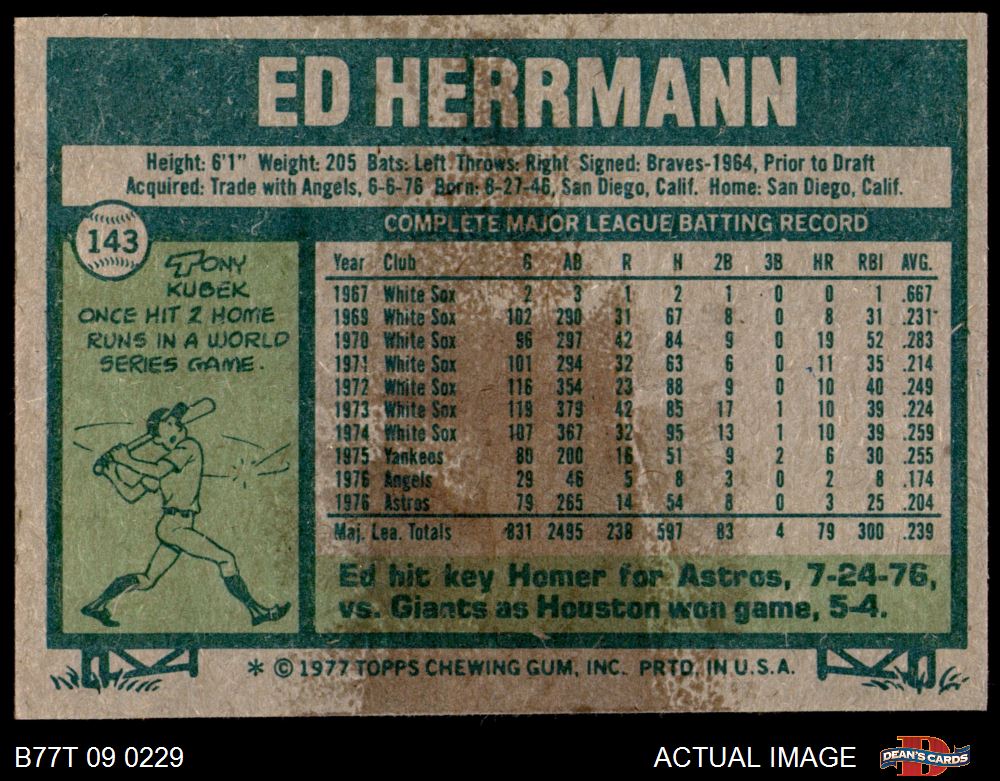 ED HERRMANN
Height: 6'1" Weight: 205 Bats: Left Throws: Right Signed: Braves-1964, Prior to Draft
Acquired: Trade with Angels, 6-6-76 Born: 8-27-46, San Diego, Calif. Home: San Diego, Calif.
143
TONY
KUBEK
ONCE HIT 2 HOME
RUNS IN A WORLD
SERIES GAME.
COMPLETE MAJOR LEAGUE BATTING RECORD
Year Club G AB R H 2B 3B HR RBI AVG.
1967 White Sox 2 3 1 2 1 0 0 1 .667
1969 White Sox 102 290 31 67 8 0 8 31 .231
1970 White Sox 96 297 42 84 9 0 19 52 .283
1971 White Sox 101 294 32 63 6 0 11 35 .214
1972 White Sox 116 354 23 88 9 0 10 40 .249
1973 White Sox 119 379 42 85 17 1 10 39 .224
1974 White Sox 107 367 32 95 13 1 10 39 .259
1975 Yankees 80 200 16 51 9 2 6 30 .255
1976 Angels 29 46 5 8 3 0 2 8 .174
1976 Astros 79 265 14 54 8 0 3 25 .204
Maj. Lea. Totals 831 2495 238 597 83 4 79 300 .239
Ed hit key Homer for Astros, 7-24-76,
vs. Giants as Houston won game, 5-4.
* © 1977 TOPPS CHEWING GUM, INC. PRTD. IN U.S.A.
B77T 09 0229
ACTUAL IMAGE
DEAN'S CARDS